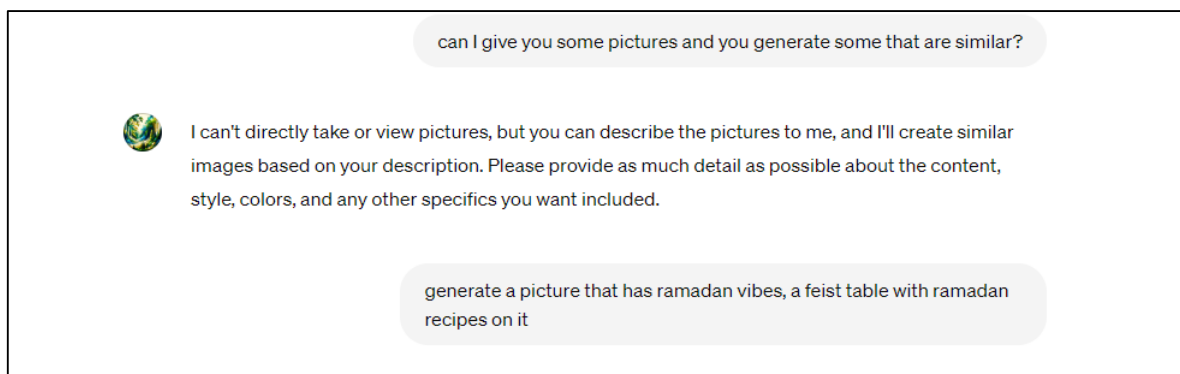 can I give you some pictures and you generate some that are similar?
I can't directly take or view pictures, but you can describe the pictures to me, and I'll create similar
images based on your description. Please provide as much detail as possible about the content,
style, colors, and any other specifics you want included.
generate a picture that has ramadan vibes, a feist table with ramadan
recipes on it